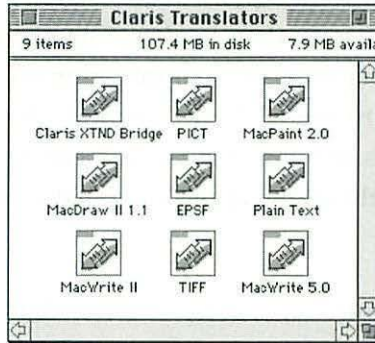 Claris Translators
9 items 107.4 MB in disk 7.9 MB availa
Claris XTND Bridge PICT MacPaint 2.0
MacDraw II 1.1 EPSF Plain Text
MacWrite II TIFF MacWrite 5.0